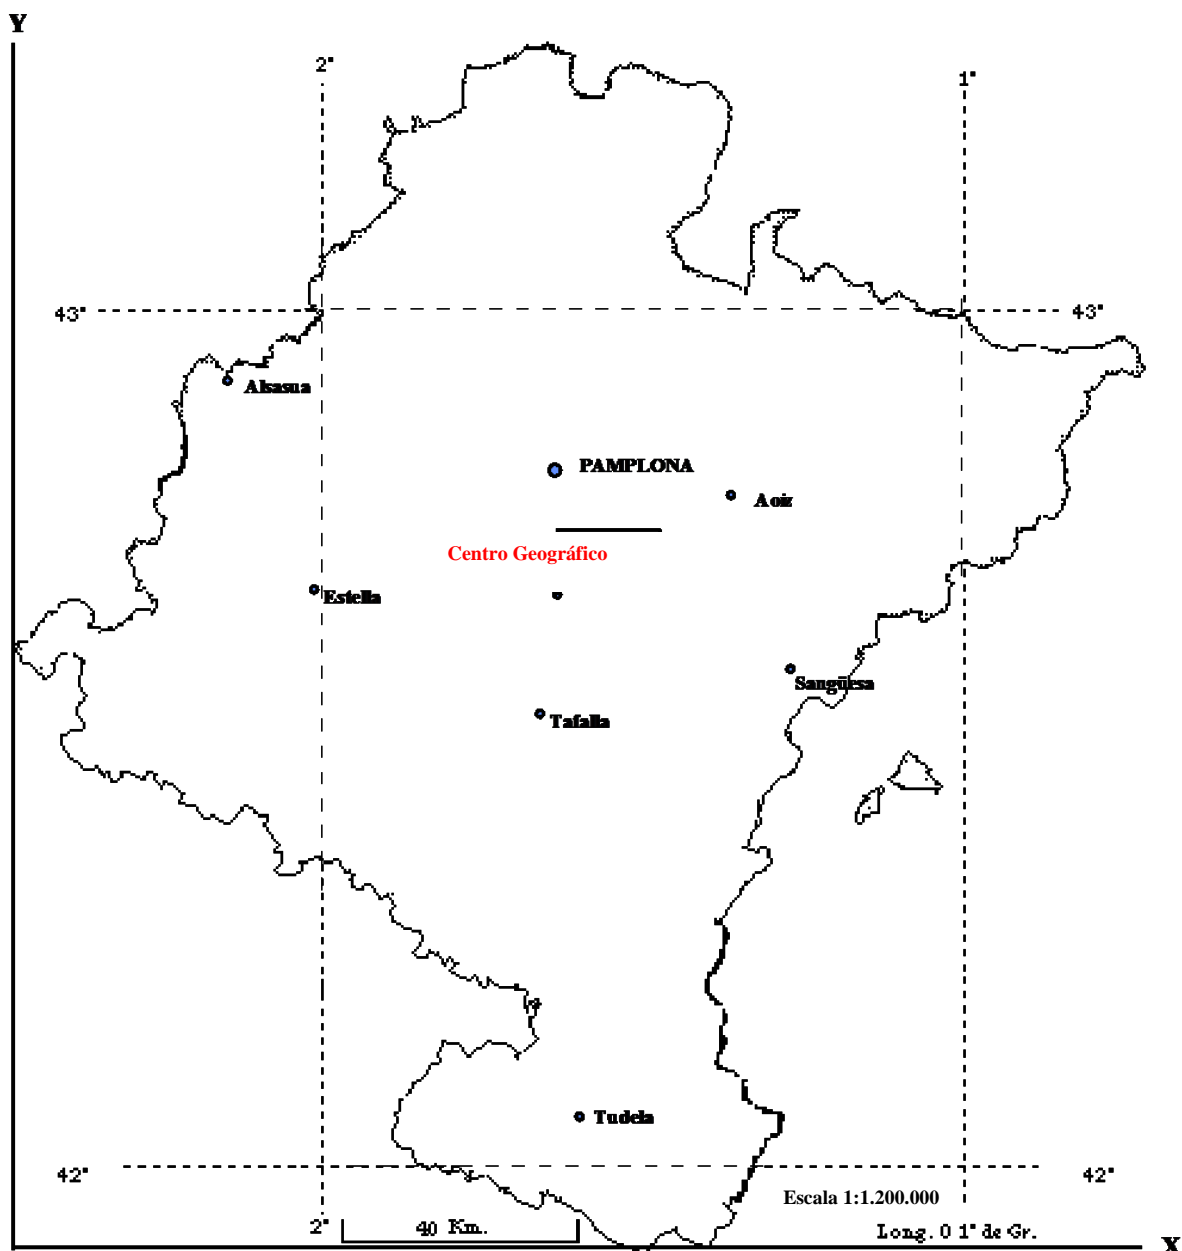 Y
2°
1°
43°
43°
Alsasua
PAMPLONA
Aoiz
Centro Geográfico
Estella
Sangüesa
Tafalla
Tudela
42°
42°
Escala 1:1.200.000
2°
40 Km.
Long. 0 1° de Gr.
X